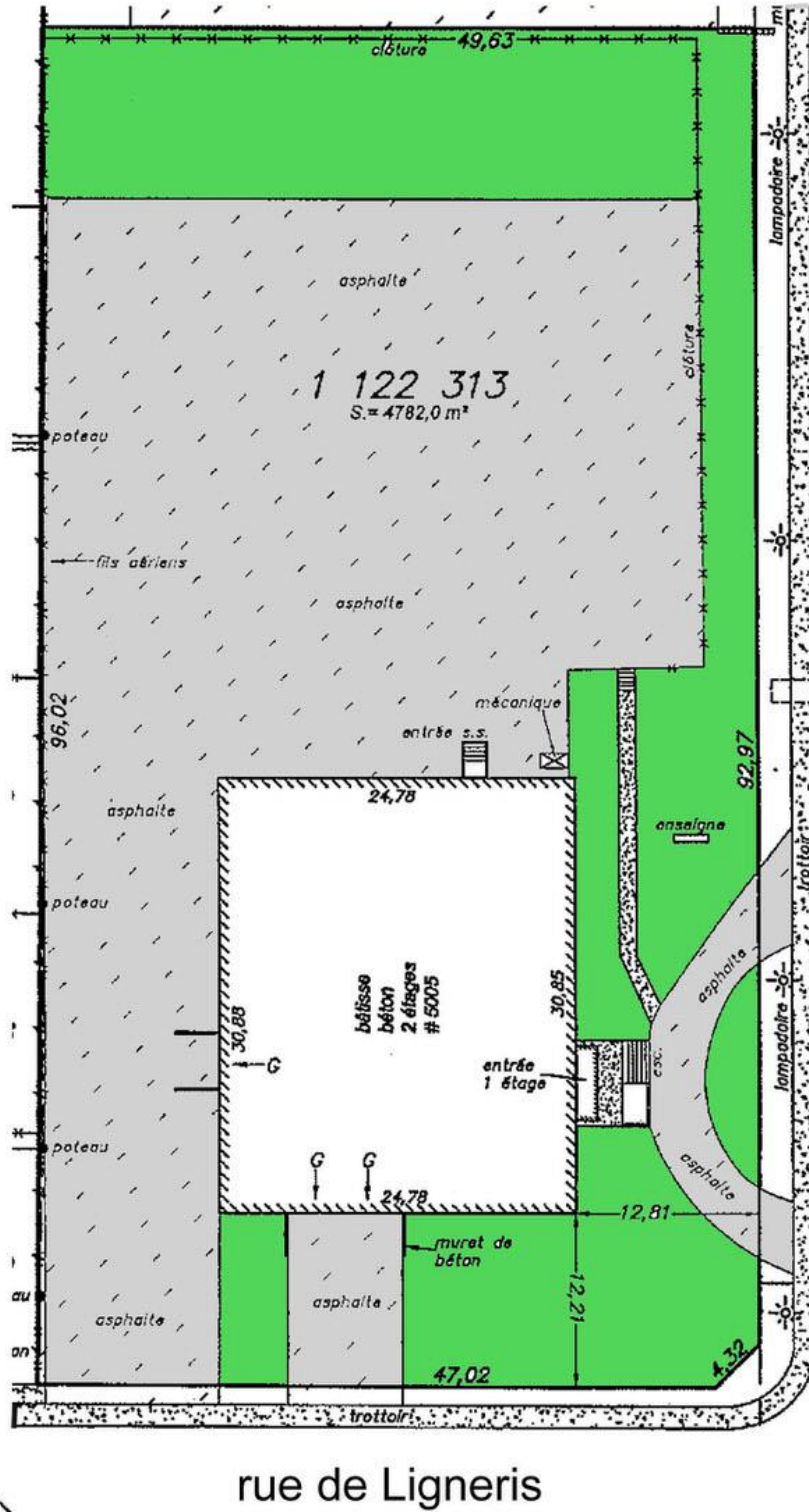 49,63
clôture
lampadaire
asphalte
clôture
1 122 313
S.= 4782,0 m²
poteau
fils aériens
asphalte
96,02
mécanique
entrée s.s.
92,97
24,78
asphalte
enseigne
trottoir
poteau
asphalte
bâtisse
béton
2 étages
# 5005
30,85
30,88
G
entrée
1 étage
esc.
lampadaire
poteau
G G
24,78
asphalte
12,81
muret de
béton
12,21
asphalte
asphalte
47,02
4,32
trottoir
rue de Ligneris